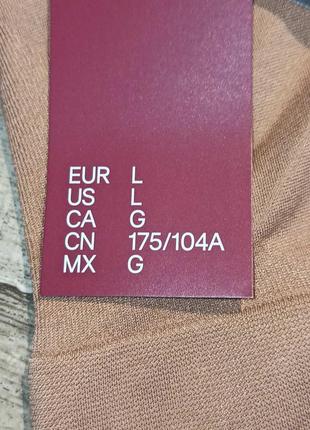 EUR L
US L
CA G
CN 175/104A
MX G